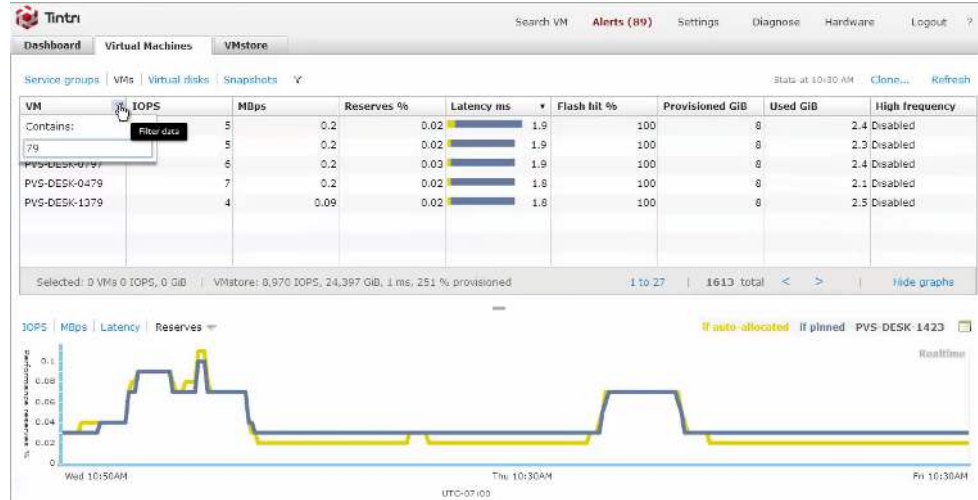 Tintri
Search VM Alerts (89) Settings Diagnose Hardware Logout ?
Dashboard Virtual Machines VMstore
Service groups VMs Virtual disks Snapshots Stats at 10:30 AM Clone... Refresh
VM IOPS MBps Reserves % Latency ms Flash hit % Provisioned GiB Used GiB High frequency
Contains: 5 0.2 0.02 1.9 100 8 2.4 Disabled
Filter data
79 5 0.2 0.02 1.9 100 8 2.3 Disabled
PVS-DESK-0797 6 0.2 0.03 1.9 100 8 2.4 Disabled
PVS-DESK-0479 7 0.2 0.02 1.8 100 8 2.1 Disabled
PVS-DESK-1379 4 0.09 0.02 1.8 100 8 2.5 Disabled
Selected: 0 VMs 0 IOPS, 0 GiB VMstore: 8,970 IOPS, 24,397 GiB, 1 ms, 251 % provisioned 1 to 27 1613 total < > Hide graphs
IOPS MBps Latency Reserves If auto-allocated If pinned PVS-DESK-1423
Realtime
Performance reserves %
0.1
0.08
0.06
0.04
0.02
0
Wed 10:50AM Thu 10:30AM Fri 10:30AM
UTC-07:00